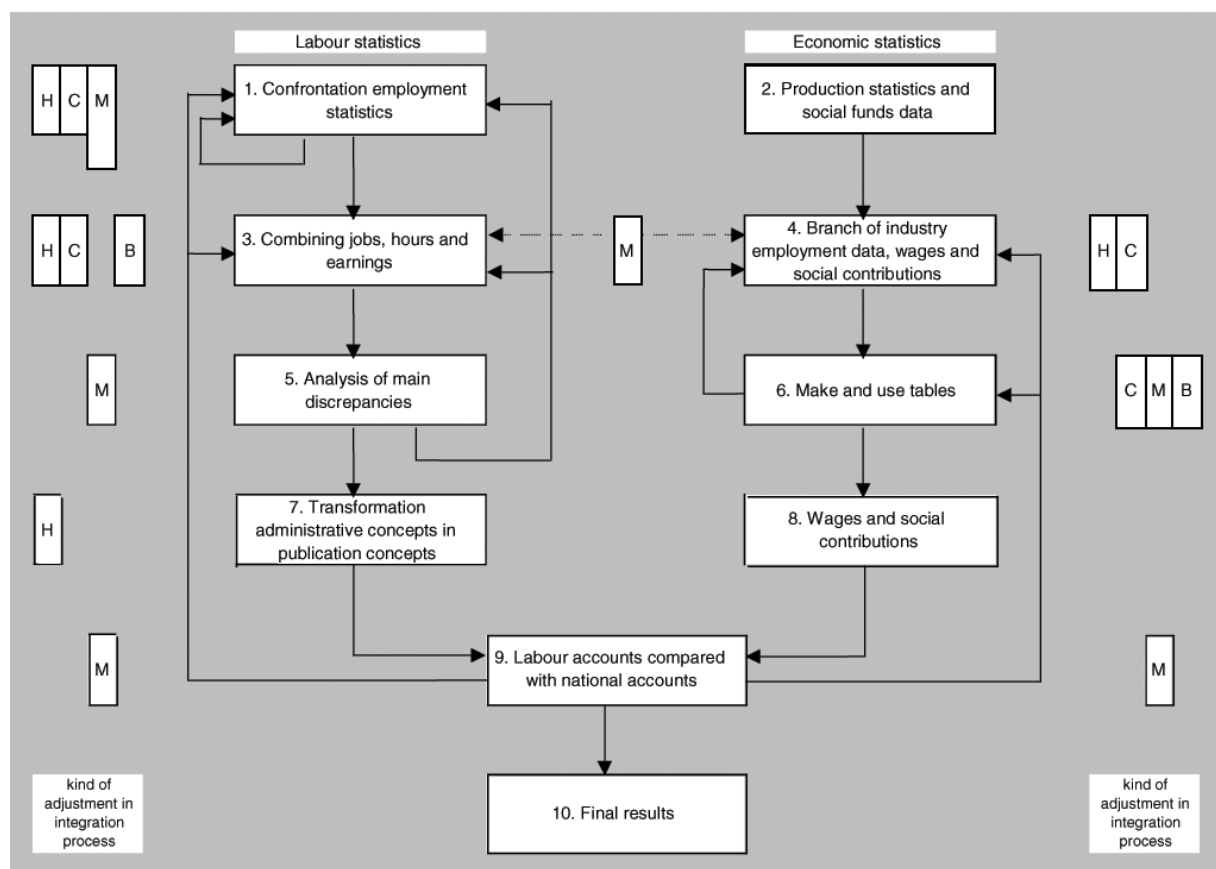 Labour statistics
Economic statistics
H C M
1. Confrontation employment
statistics
2. Production statistics and
social funds data
H C B
3. Combining jobs, hours and
earnings
M
4. Branch of industry
employment data, wages and
social contributions
H C
M
5. Analysis of main
discrepancies
6. Make and use tables
C M B
H
7. Transformation
administrative concepts in
publication concepts
8. Wages and social
contributions
M
9. Labour accounts compared
with national accounts
M
kind of
adjustment in
integration
process
10. Final results
kind of
adjustment in
integration
process